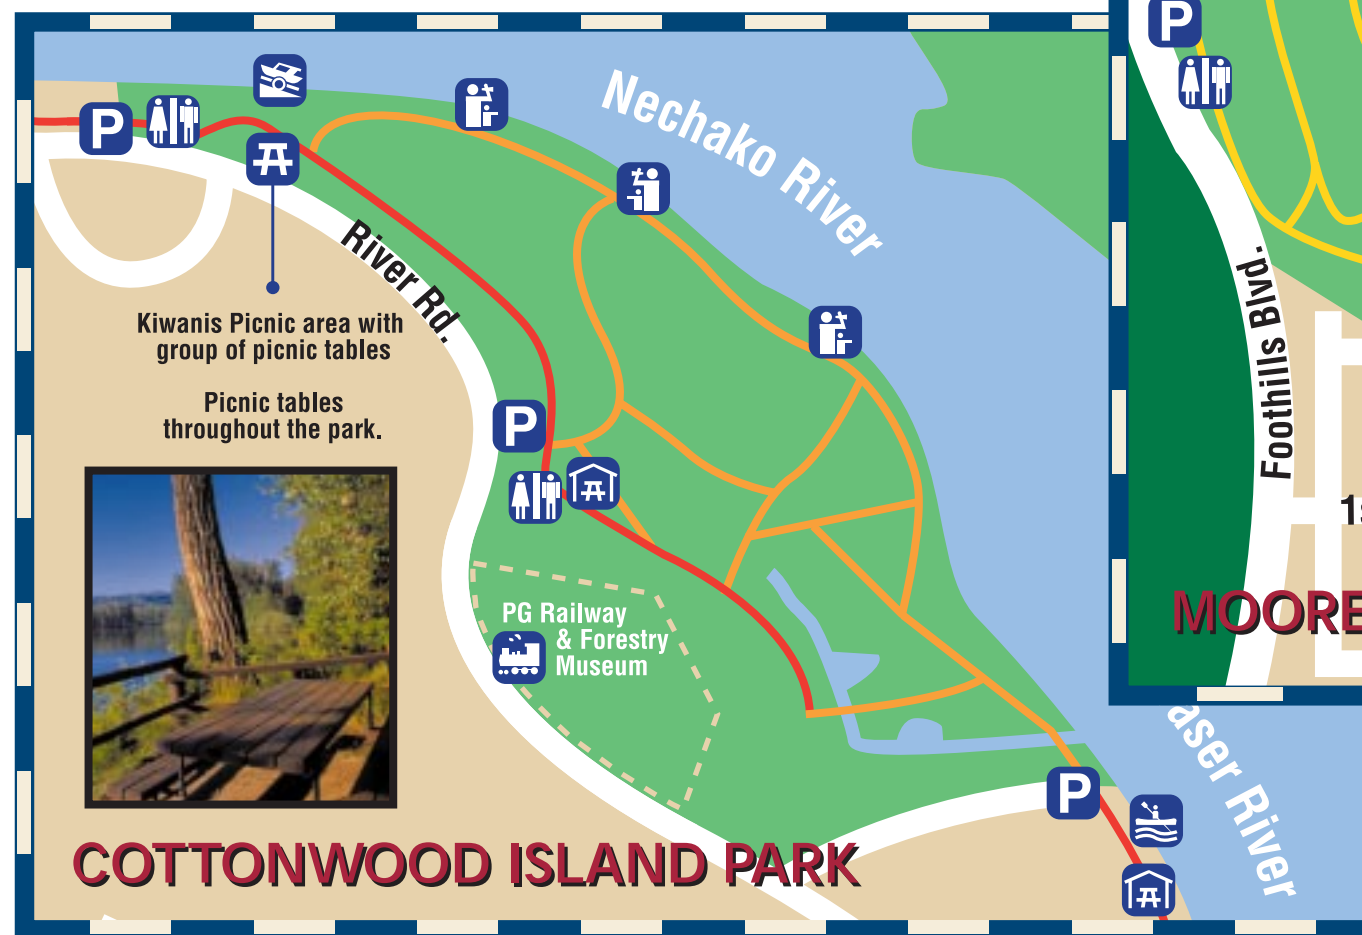 P
P
Nechako River
River Rd.
Kiwanis Picnic area with
group of picnic tables
Picnic tables
throughout the park.
Foothills Blvd.
P
PG Railway
& Forestry
Museum
MOORE
P
aser River
COTTONWOOD ISLAND PARK